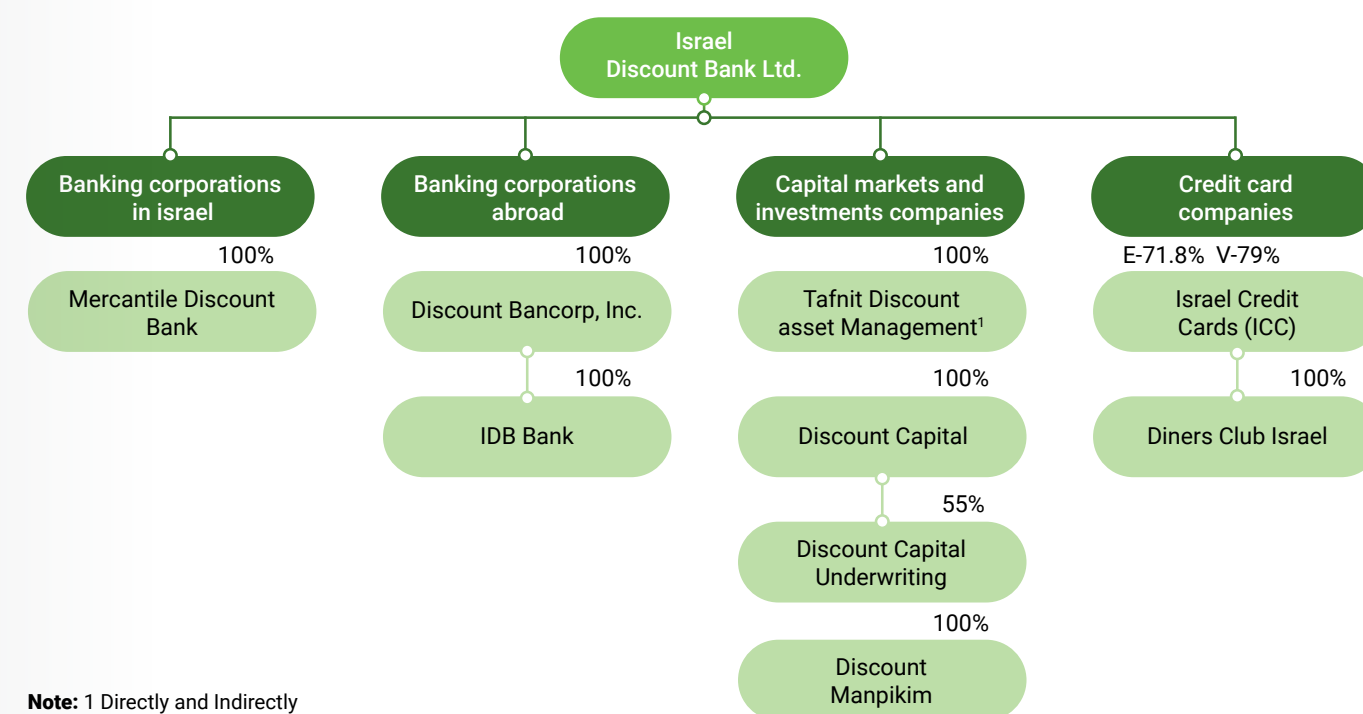 Israel
Discount Bank Ltd.
Banking corporations
in israel
100%
Mercantile Discount
Bank
Banking corporations
abroad
100%
Discount Bancorp, Inc.
100%
IDB Bank
Capital markets and
investments companies
100%
Tafnit Discount
asset Management¹
100%
Discount Capital
55%
Discount Capital
Underwriting
100%
Discount
Manpikim
Credit card
companies
E-71.8% V-79%
Israel Credit
Cards (ICC)
100%
Diners Club Israel
Note: 1 Directly and Indirectly